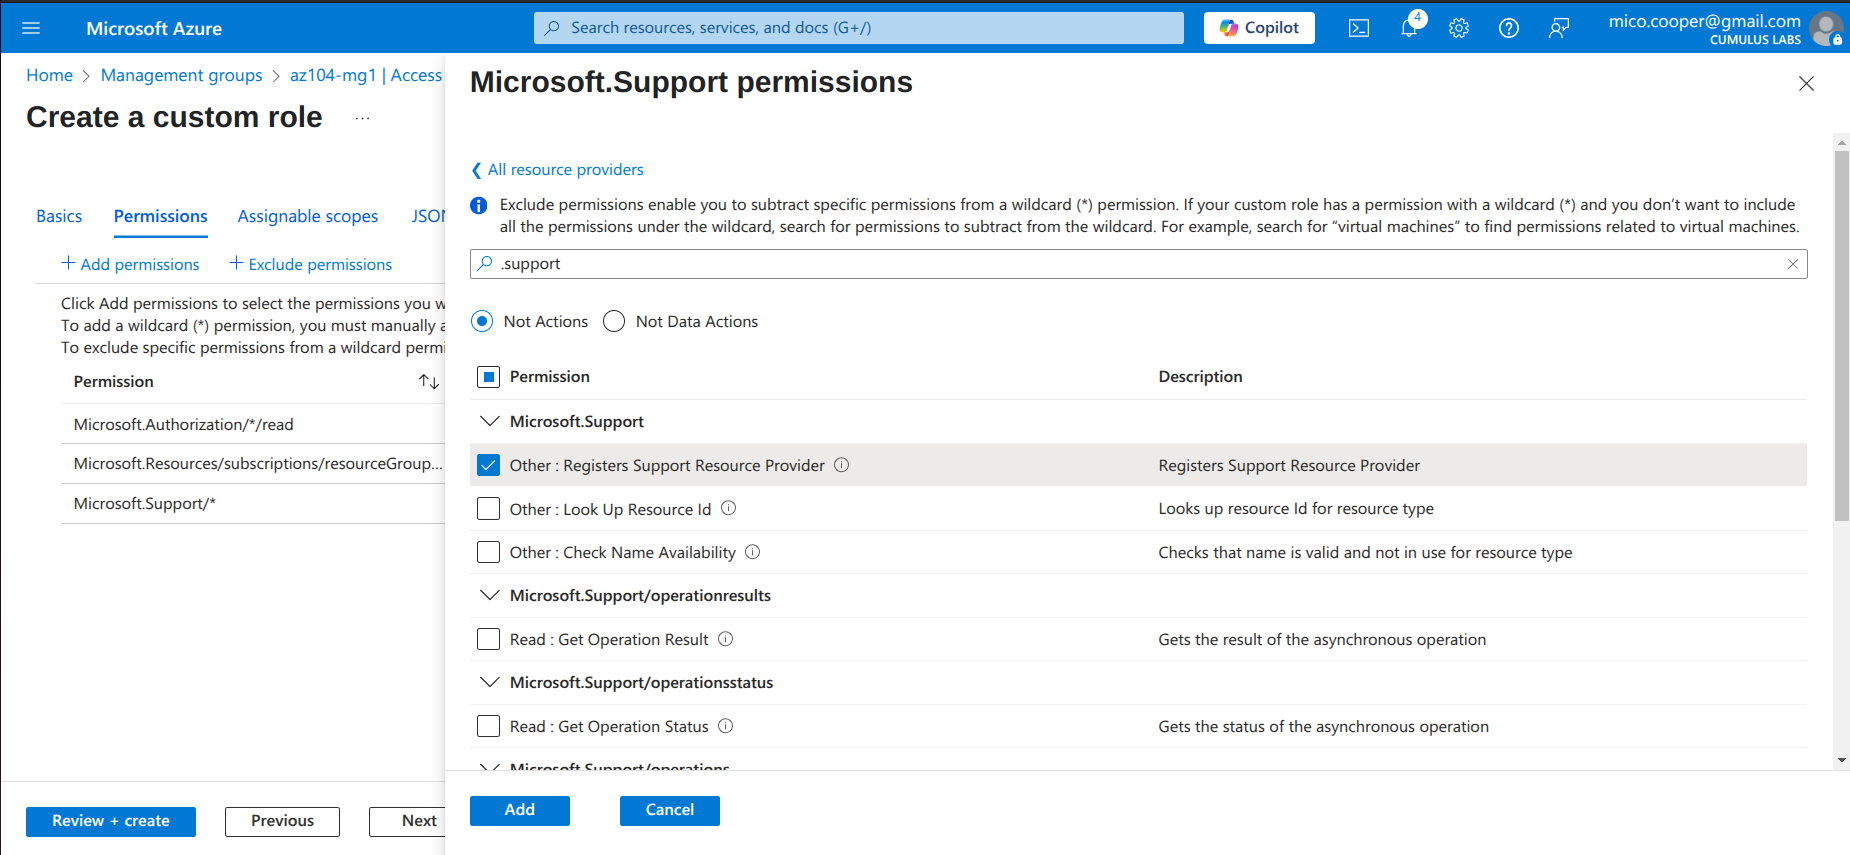 Microsoft Azure
Search resources, services, and docs (G+/)
Copilot
4
mico.cooper@gmail.com
CUMULUS LABS
Home > Management groups > az104-mg1 | Access
Create a custom role ...
Basics Permissions Assignable scopes JSON
+ Add permissions + Exclude permissions
Click Add permissions to select the permissions you w
To add a wildcard (*) permission, you must manually a
To exclude specific permissions from a wildcard permi
Permission
Microsoft.Authorization/*/read
Microsoft.Resources/subscriptions/resourceGroup...
Microsoft.Support/*
Review + create
Previous
Next
Microsoft.Support permissions
All resource providers
Exclude permissions enable you to subtract specific permissions from a wildcard (*) permission. If your custom role has a permission with a wildcard (*) and you don't want to include
all the permissions under the wildcard, search for permissions to subtract from the wildcard. For example, search for “virtual machines” to find permissions related to virtual machines.
.support
Not Actions Not Data Actions
Permission Description
Microsoft.Support
Other : Registers Support Resource Provider Registers Support Resource Provider
Other : Look Up Resource Id Looks up resource Id for resource type
Other : Check Name Availability Checks that name is valid and not in use for resource type
Microsoft.Support/operationresults
Read : Get Operation Result Gets the result of the asynchronous operation
Microsoft.Support/operationsstatus
Read : Get Operation Status Gets the status of the asynchronous operation
Microsoft.Support/operations
Add
Cancel